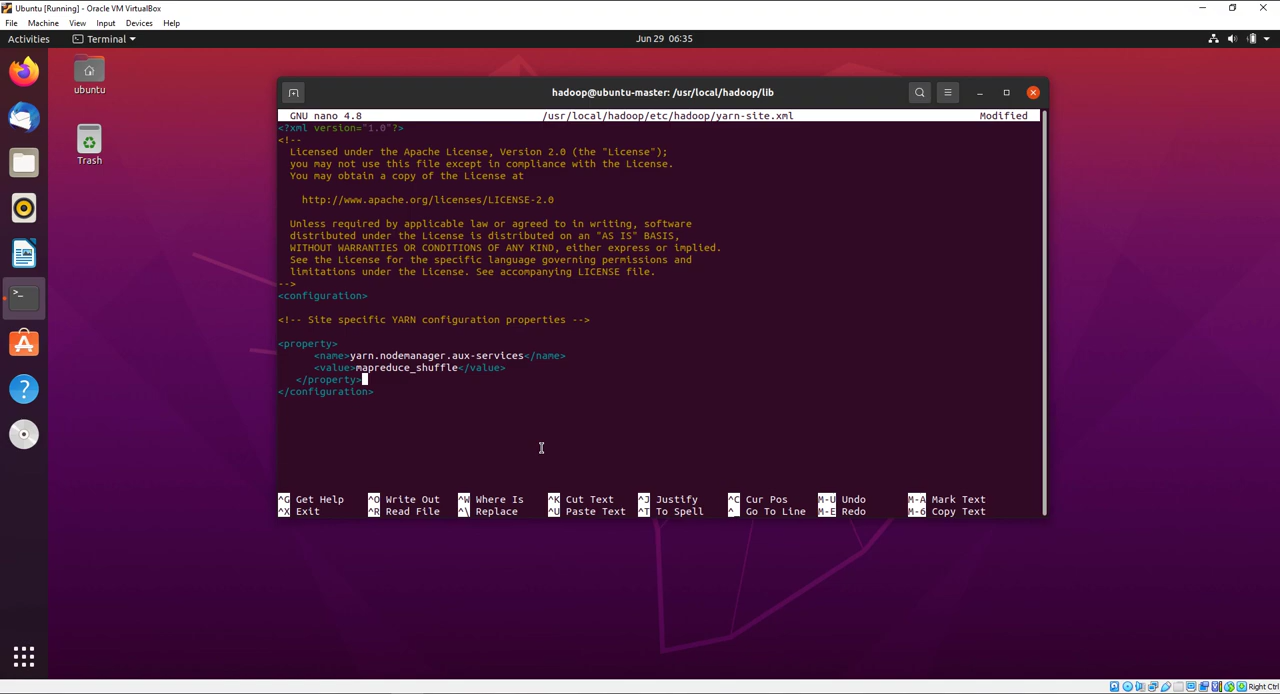 Ubuntu [Running] - Oracle VM VirtualBox
File Machine View Input Devices Help
Activities Terminal Jun 29 06:35
ubuntu
Trash
hadoop@ubuntu-master: /usr/local/hadoop/lib
GNU nano 4.8 /usr/local/hadoop/etc/hadoop/yarn-site.xml Modified
<?xml version="1.0"?>
<!--
Licensed under the Apache License, Version 2.0 (the "License");
you may not use this file except in compliance with the License.
You may obtain a copy of the License at
http://www.apache.org/licenses/LICENSE-2.0
Unless required by applicable law or agreed to in writing, software
distributed under the License is distributed on an "AS IS" BASIS,
WITHOUT WARRANTIES OR CONDITIONS OF ANY KIND, either express or implied.
See the License for the specific language governing permissions and
limitations under the License. See accompanying LICENSE file.
-->
<configuration>
<!-- Site specific YARN configuration properties -->
<property>
<name>yarn.nodemanager.aux-services</name>
<value>mapreduce_shuffle</value>
</property>
</configuration>
^G Get Help ^O Write Out ^W Where Is ^K Cut Text ^J Justify ^C Cur Pos M-U Undo M-A Mark Text
^X Exit ^R Read File ^\ Replace ^U Paste Text ^T To Spell ^_ Go To Line M-E Redo M-6 Copy Text
Right Ctrl